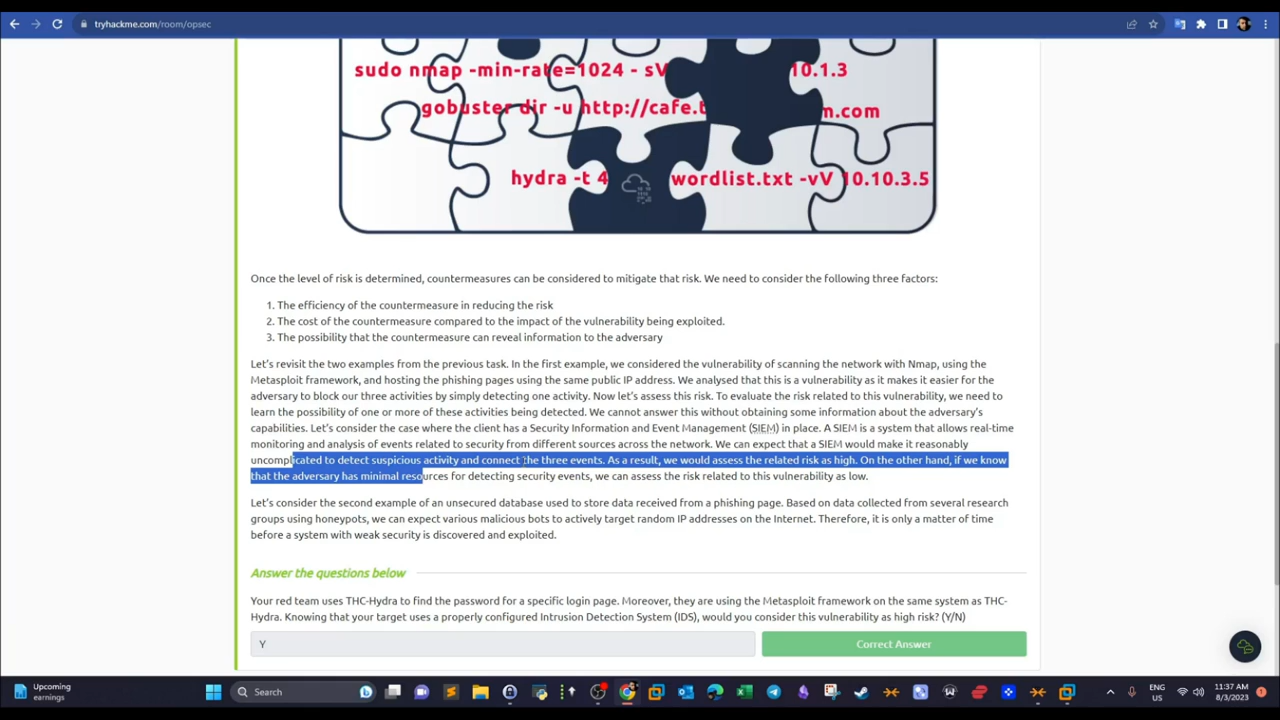 tryhackme.com/room/opsec
sudo nmap -min-rate=1024 - sV 10.1.3
gobuster dir -u http://cafe.t m.com
hydra -t 4 wordlist.txt -vV 10.10.3.5
Once the level of risk is determined, countermeasures can be considered to mitigate that risk. We need to consider the following three factors:
1. The efficiency of the countermeasure in reducing the risk
2. The cost of the countermeasure compared to the impact of the vulnerability being exploited.
3. The possibility that the countermeasure can reveal information to the adversary
Let's revisit the two examples from the previous task. In the first example, we considered the vulnerability of scanning the network with Nmap, using the
Metasploit framework, and hosting the phishing pages using the same public IP address. We analysed that this is a vulnerability as it makes it easier for the
adversary to block our three activities by simply detecting one activity. Now let's assess this risk. To evaluate the risk related to this vulnerability, we need to
learn the possibility of one or more of these activities being detected. We cannot answer this without obtaining some information about the adversary's
capabilities. Let's consider the case where the client has a Security Information and Event Management (SIEM) in place. A SIEM is a system that allows real-time
monitoring and analysis of events related to security from different sources across the network. We can expect that a SIEM would make it reasonably
uncomplicated to detect suspicious activity and connect the three events. As a result, we would assess the related risk as high. On the other hand, if we know
that the adversary has minimal resources for detecting security events, we can assess the risk related to this vulnerability as low.
Let's consider the second example of an unsecured database used to store data received from a phishing page. Based on data collected from several research
groups using honeypots, we can expect various malicious bots to actively target random IP addresses on the Internet. Therefore, it is only a matter of time
before a system with weak security is discovered and exploited.
Answer the questions below
Your red team uses THC-Hydra to find the password for a specific login page. Moreover, they are using the Metasploit framework on the same system as THC-
Hydra. Knowing that your target uses a properly configured Intrusion Detection System (IDS), would you consider this vulnerability as high risk? (Y/N)
Y
Correct Answer
Upcoming
earnings
Search
ENG
US
11:37 AM
8/3/2023